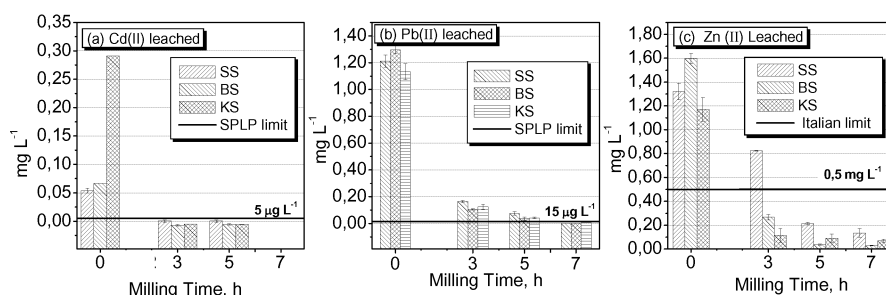 (a) Cd(II) leached
0,35
0,30
0,25
0,20
0,15
0,10
0,05
0,00
mg L-1
SS
BS
KS
SPLP limit
5 µg L-1
0 3 5 7
Milling Time, h
(b) Pb(II) leached
1,40
1,20
1,00
0,80
0,60
0,40
0,20
0,00
mg L-1
SS
BS
KS
SPLP limit
15 µg L-1
0 3 5 7
Milling Time, h
(c) Zn (II) Leached
1,80
1,60
1,40
1,20
1,00
0,80
0,60
0,40
0,20
0,00
mg L-1
SS
BS
KS
Italian limit
0,5 mg L-1
0 3 5 7
Milling Time, h